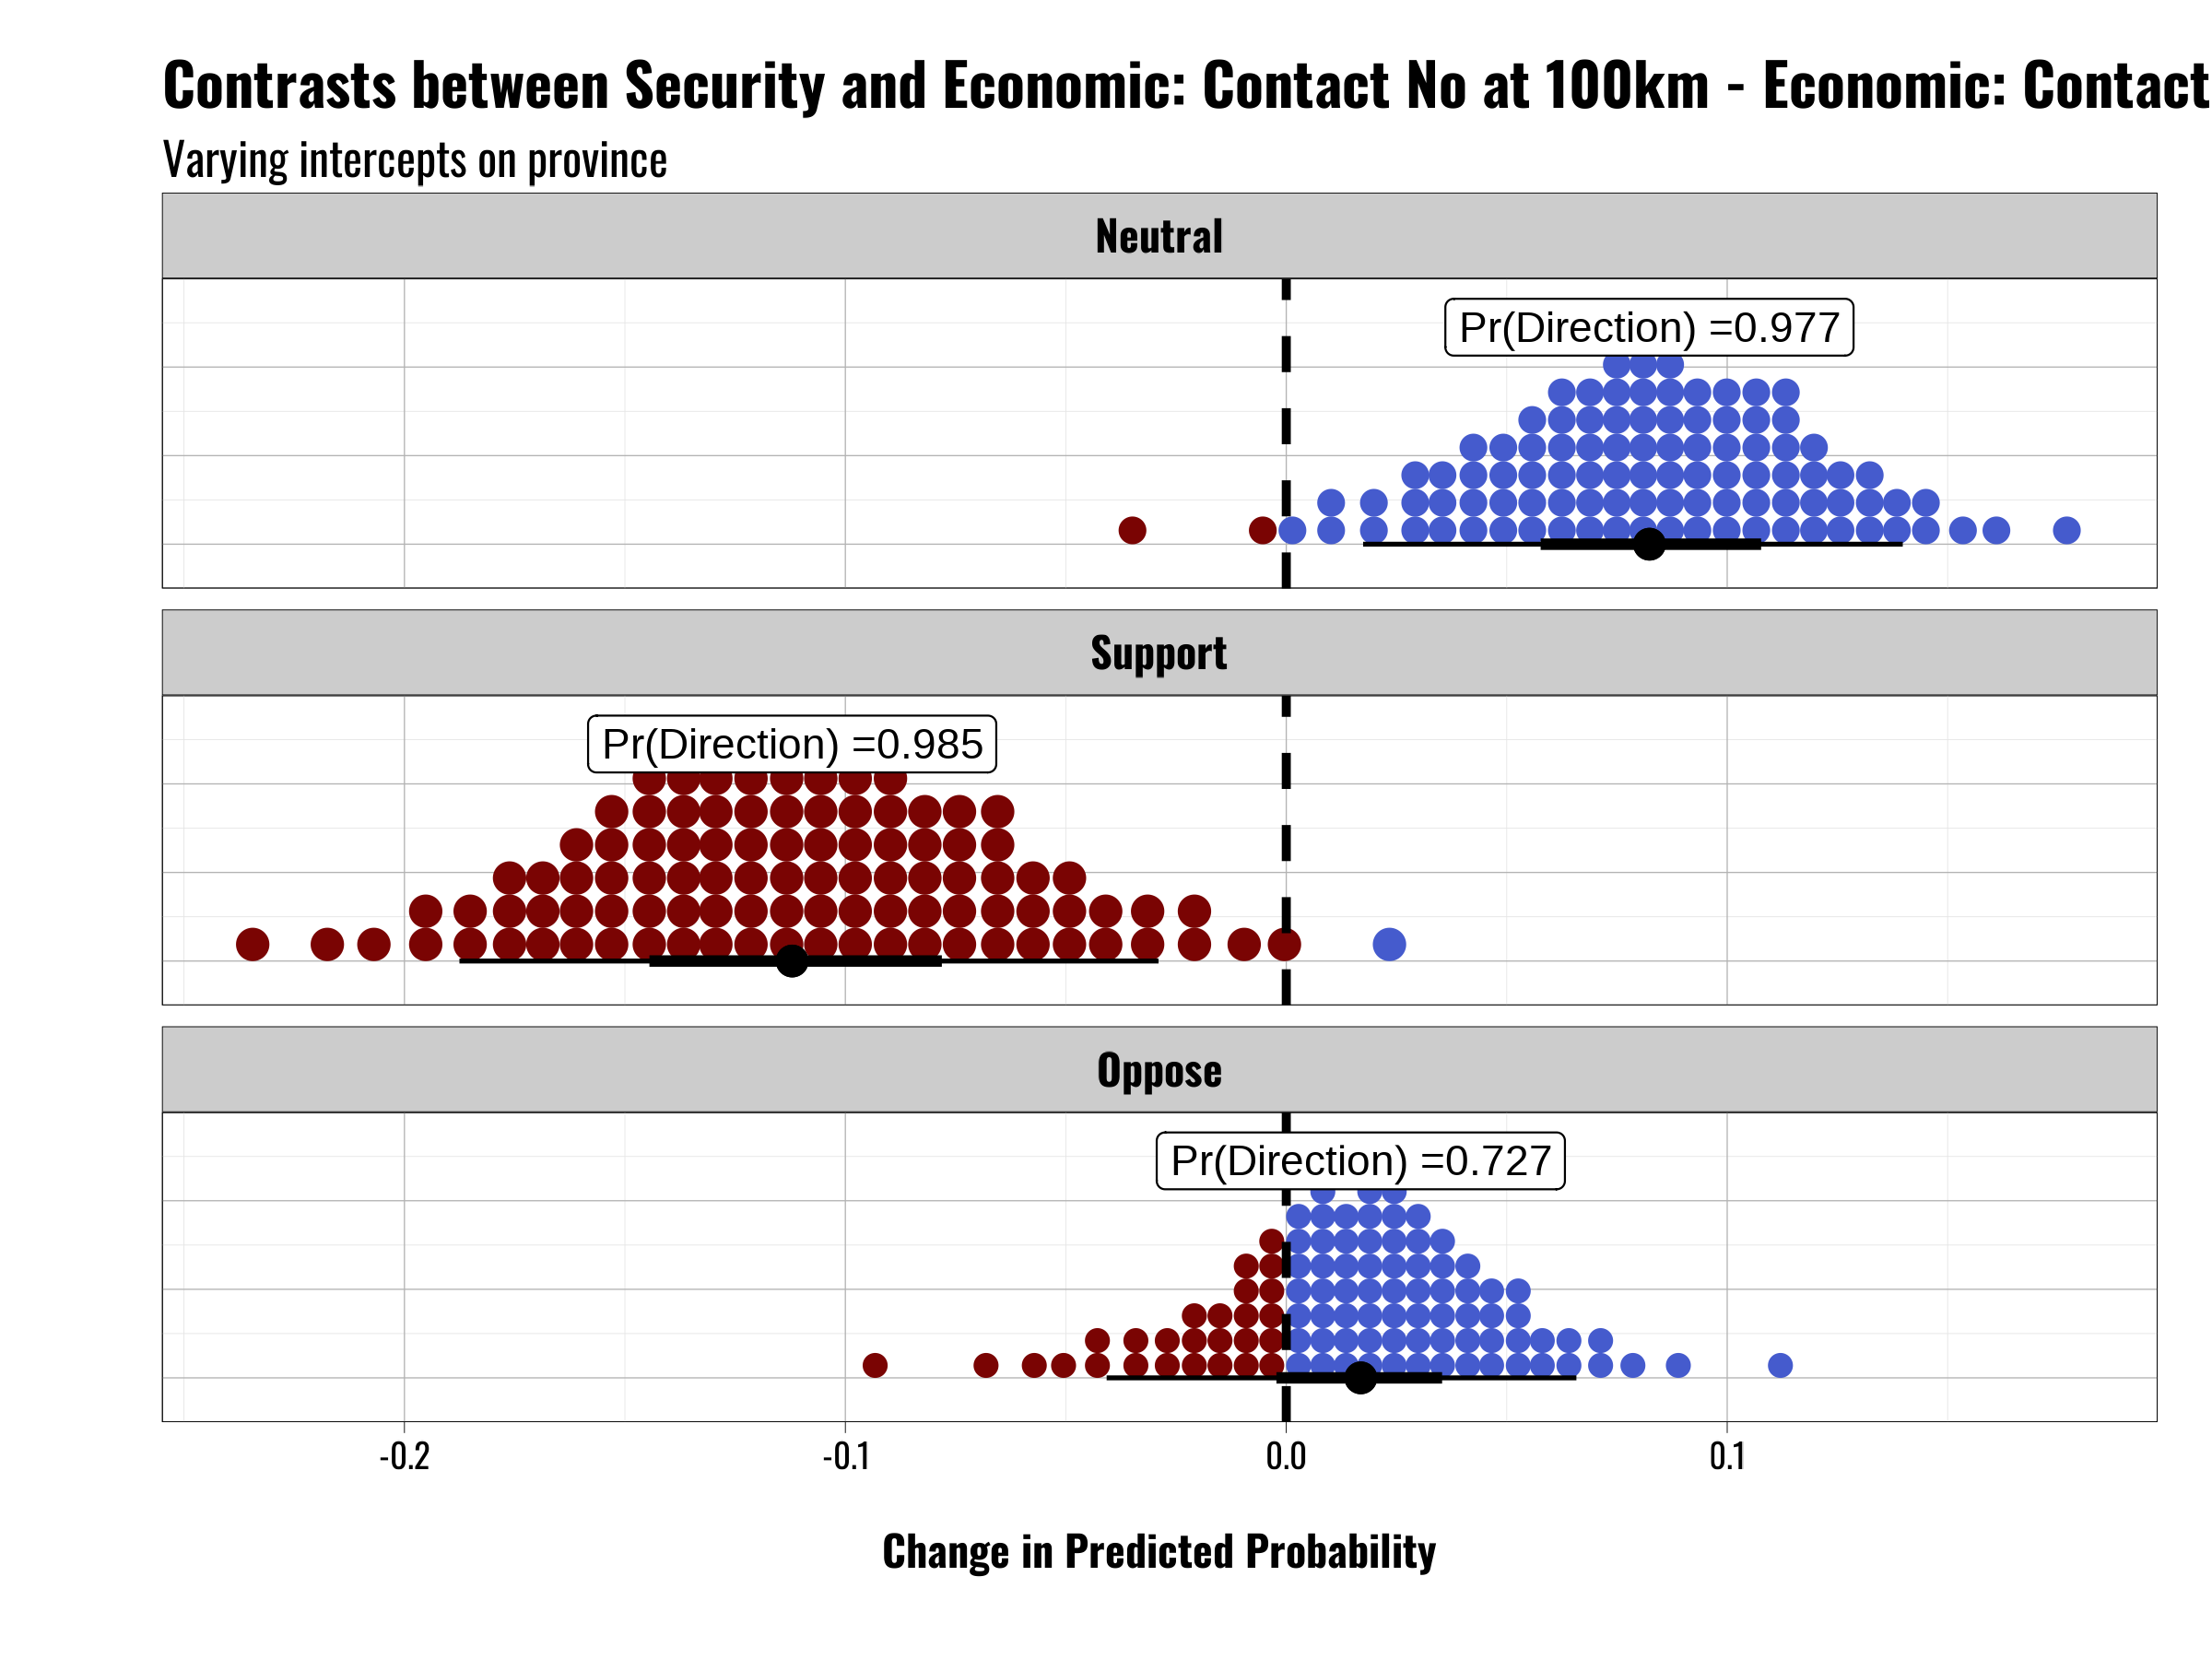 Contrasts between Security and Economic: Contact No at 100km - Economic: Contact
Varying intercepts on province
Neutral
Pr(Direction) =0.977
Support
Pr(Direction) =0.985
Oppose
Pr(Direction) =0.727
-0.2 -0.1 0.0 0.1
Change in Predicted Probability